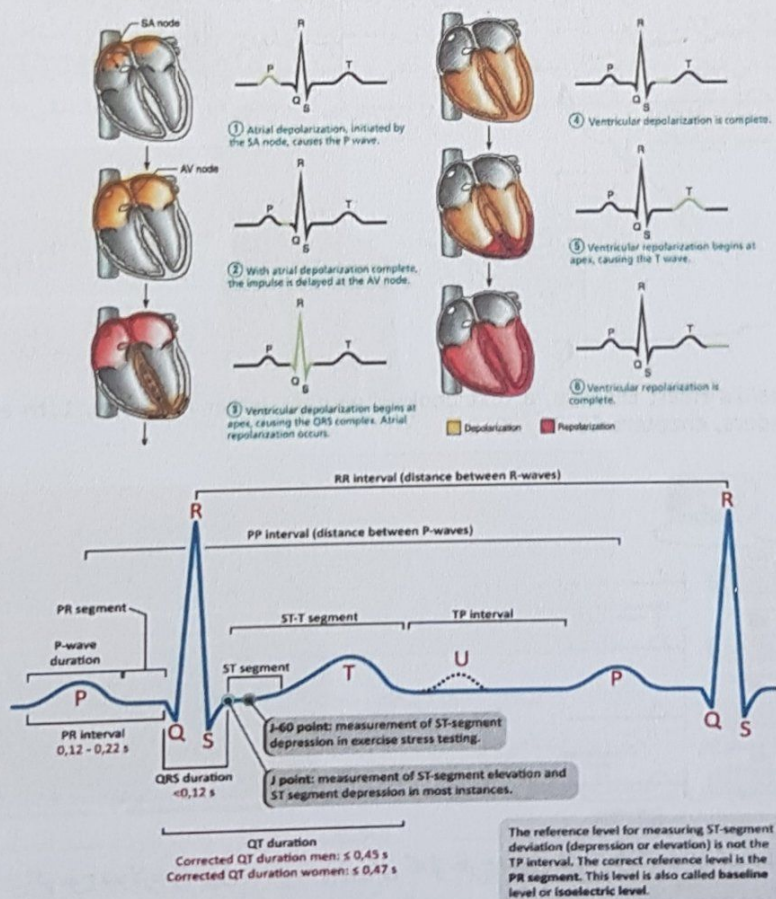 SA node
R
P
T
Q
S
① Atrial depolarization, initiated by
the SA node, causes the P wave.
AV node
R
P
T
Q
S
② With atrial depolarization complete,
the impulse is delayed at the AV node.
R
P
T
Q
S
③ Ventricular depolarization begins at
apex, causing the QRS complex. Atrial
repolarization occurs.
R
P
T
Q
S
④ Ventricular depolarization is complete.
R
P
T
Q
S
⑤ Ventricular repolarization begins at
apex, causing the T wave.
R
P
T
Q
S
⑥ Ventricular repolarization is
complete.
Depolarization
Repolarization
RR interval (distance between R-waves)
R
R
PP interval (distance between P-waves)
PR segment
P-wave
duration
ST-T segment
TP interval
ST segment
P
T
U
P
Q
S
Q
S
PR interval
0,12 - 0,22 s
J-60 point: measurement of ST-segment
depression in exercise stress testing.
QRS duration
<0,12 s
J point: measurement of ST-segment elevation and
ST segment depression in most instances.
QT duration
Corrected QT duration men: ≤ 0,45 s
Corrected QT duration women: ≤ 0,47 s
The reference level for measuring ST-segment
deviation (depression or elevation) is not the
TP interval. The correct reference level is the
PR segment. This level is also called baseline
level or isoelectric level.